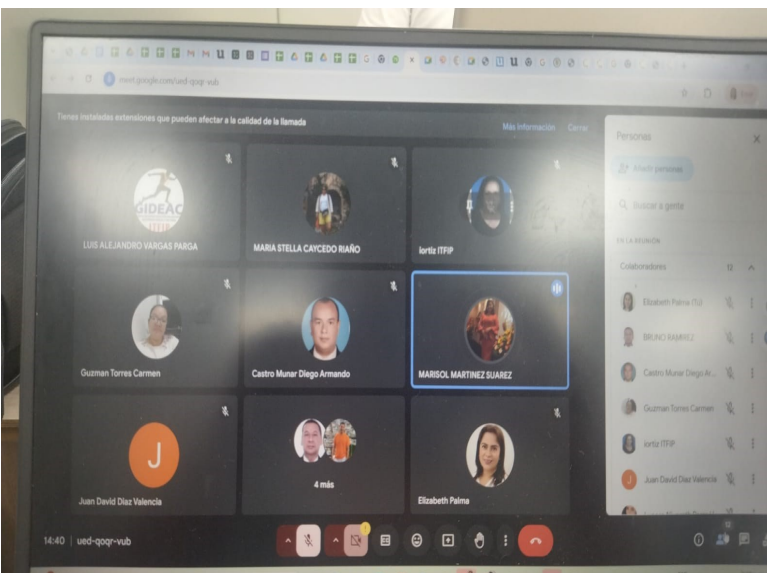 meet.google.com/ued-qoqr-vub
Tienes instaladas extensiones que pueden afectar a la calidad de la llamada
Más información Cerrar
Personas
Añadir personas
Buscar a gente
EN LA REUNIÓN
Colaboradores 12
Elizabeth Palma (Tú)
BRUNO RAMIREZ
Castro Munar Diego Ar...
Guzman Torres Carmen
iortiz ITFIP
Juan David Diaz Valencia
GIDEAC
LUIS ALEJANDRO VARGAS PARGA
MARIA STELLA CAYCEDO RIAÑO
iortiz ITFIP
Guzman Torres Carmen
Castro Munar Diego Armando
MARISOL MARTINEZ SUAREZ
J
Juan David Diaz Valencia
4 más
Elizabeth Palma
14:40 ued-qoqr-vub
12